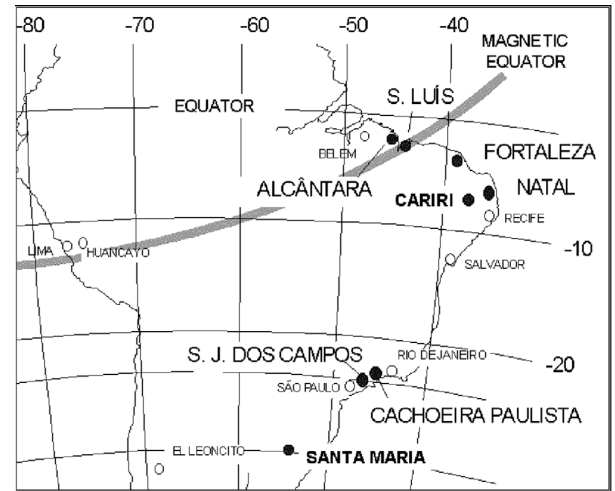 -80 -70 -60 -50 -40
MAGNETIC
EQUATOR
S. LUÍS
EQUATOR
BELEM
FORTALEZA
ALCÂNTARA
NATAL
CARIRI
RECIFE
LIMA
HUANCAYO
-10
SALVADOR
RIO DEJANEIRO
S. J. DOS CAMPOS
-20
SÃO PAULO
CACHOEIRA PAULISTA
EL LEONCITO
SANTA MARIA